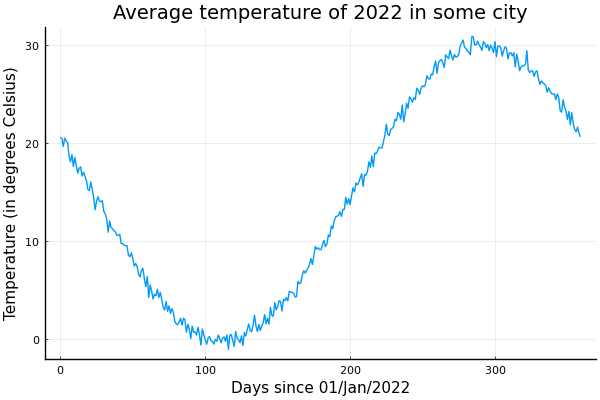 Average temperature of 2022 in some city
Temperature (in degrees Celsius)
30
20
10
0
0 100 200 300
Days since 01/Jan/2022